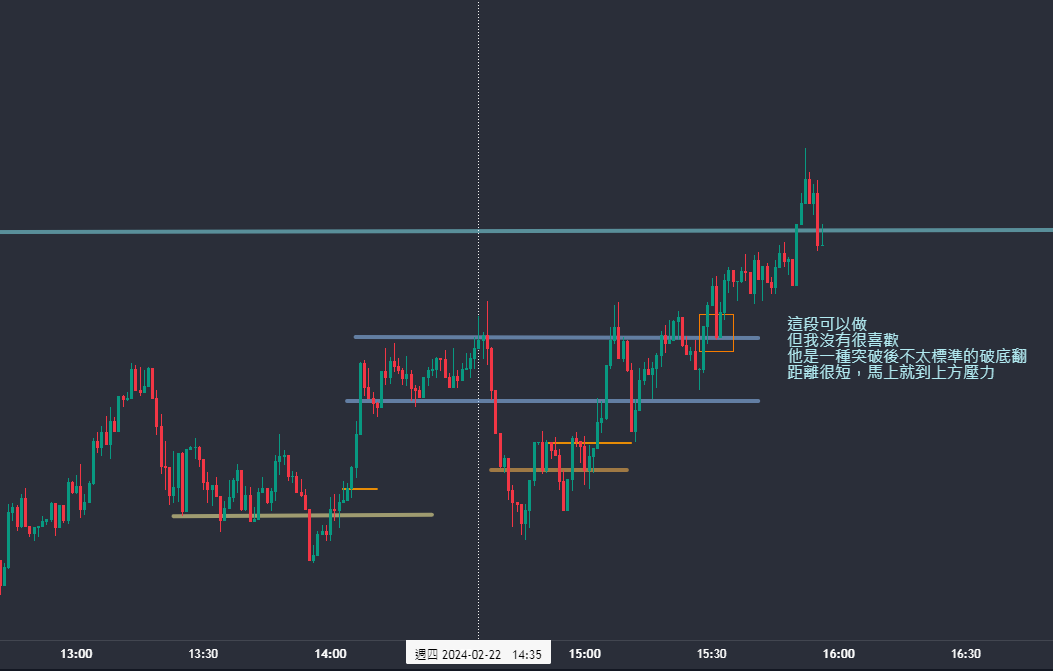 這段可以做
但我沒有很喜歡
他是一種突破後不太標準的破底翻
距離很短，馬上就到上方壓力
13:00 13:30 14:00 週四 2024-02-22 14:35 15:00 15:30 16:00 16:30